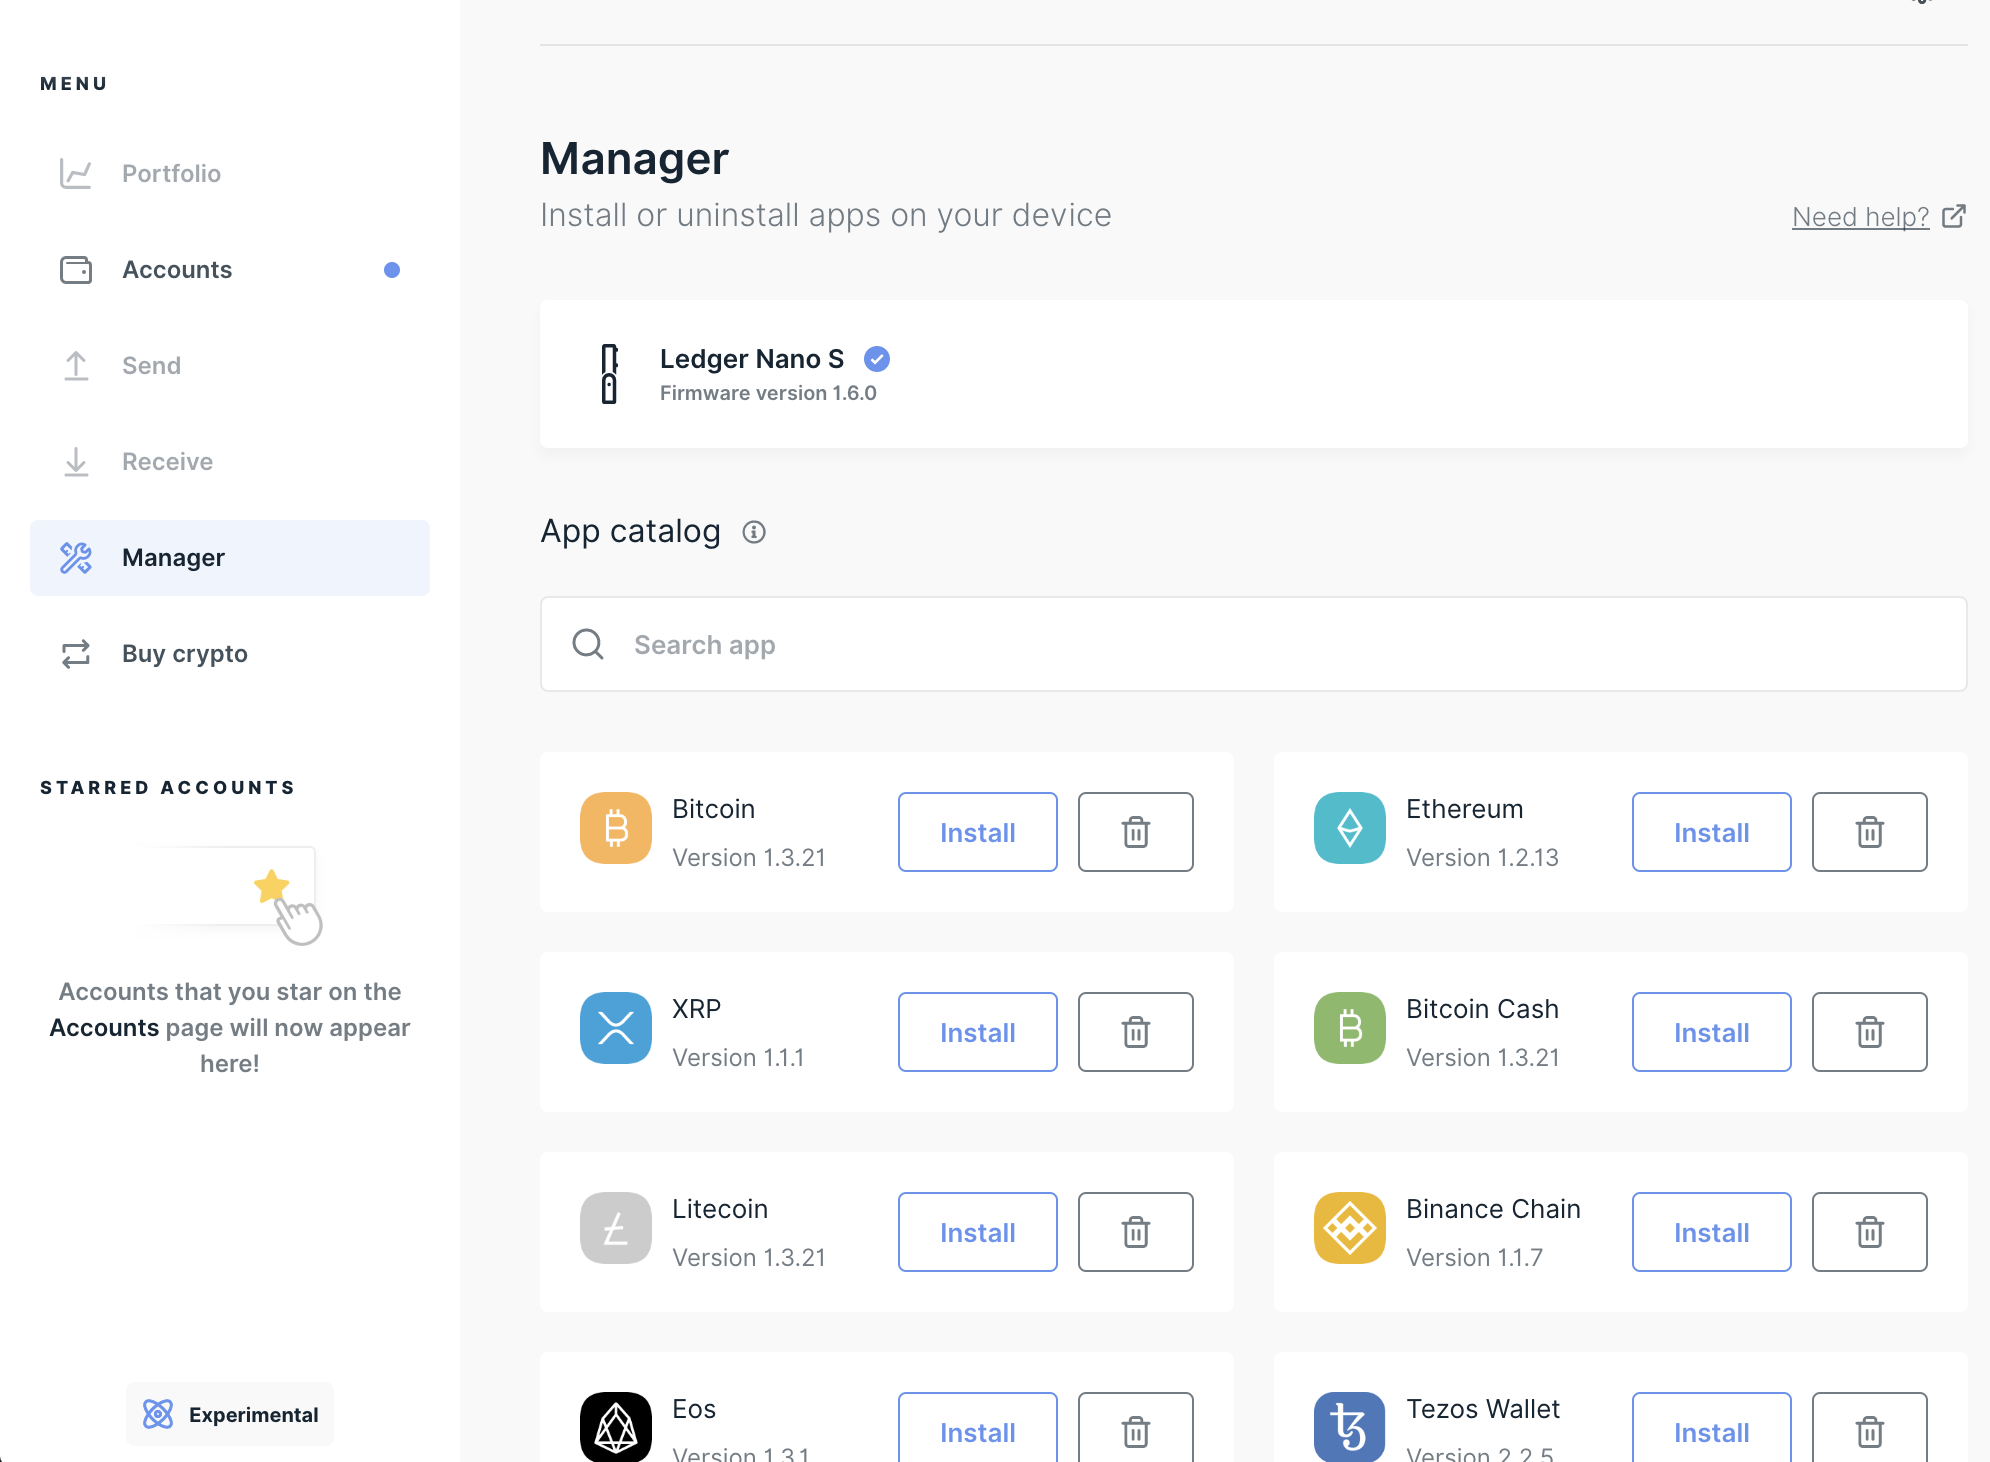 MENU
Portfolio
Accounts
Send
Receive
Manager
Buy crypto
STARRED ACCOUNTS
Accounts that you star on the
Accounts page will now appear
here!
Experimental
Manager
Install or uninstall apps on your device
Need help?
Ledger Nano S
Firmware version 1.6.0
App catalog
Search app
Bitcoin
Version 1.3.21
Install
Ethereum
Version 1.2.13
Install
XRP
Version 1.1.1
Install
Bitcoin Cash
Version 1.3.21
Install
Litecoin
Version 1.3.21
Install
Binance Chain
Version 1.1.7
Install
Eos
Version 1.3.1
Install
Tezos Wallet
Version 2.2.5
Install